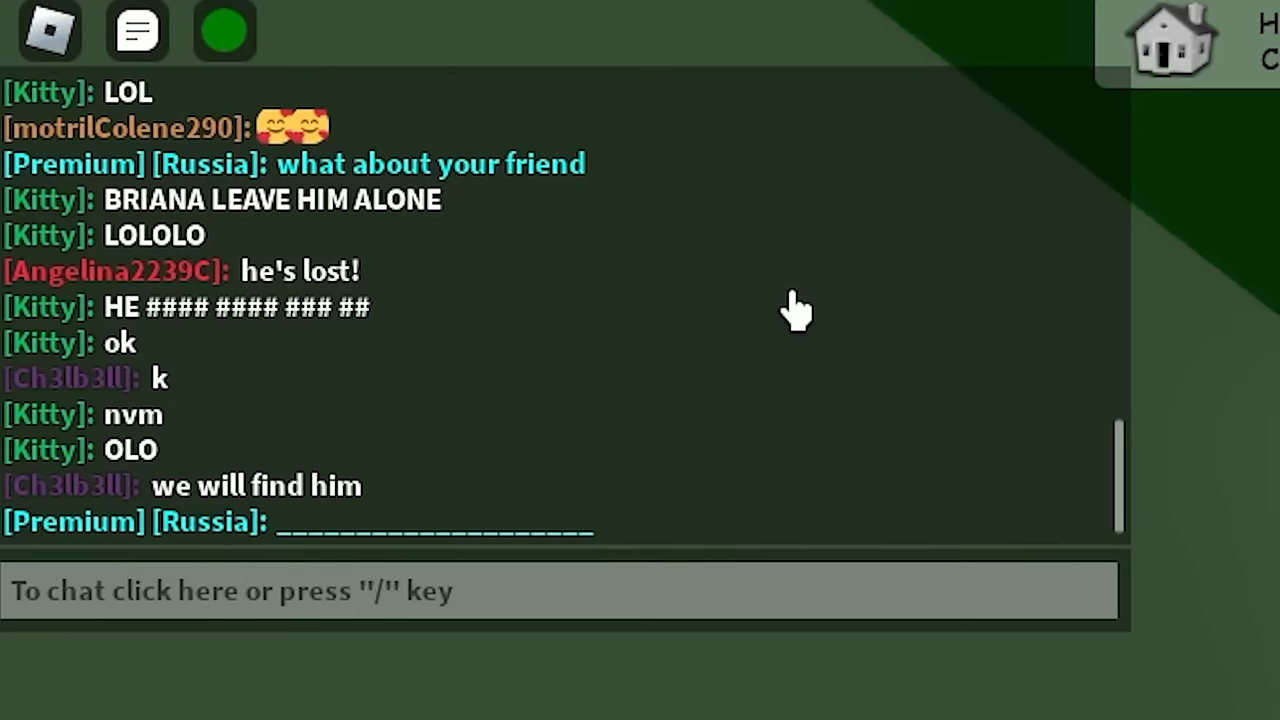 H
C
[Kitty]: LOL
[motrilColene290]: 🥰🥰
[Premium] [Russia]: what about your friend
[Kitty]: BRIANA LEAVE HIM ALONE
[Kitty]: LOLOLO
[Angelina2239C]: he's lost!
[Kitty]: HE #### #### ### ##
[Kitty]: ok
[Ch3lb3ll]: k
[Kitty]: nvm
[Kitty]: OLO
[Ch3lb3ll]: we will find him
[Premium] [Russia]: ____________________
To chat click here or press "/" key